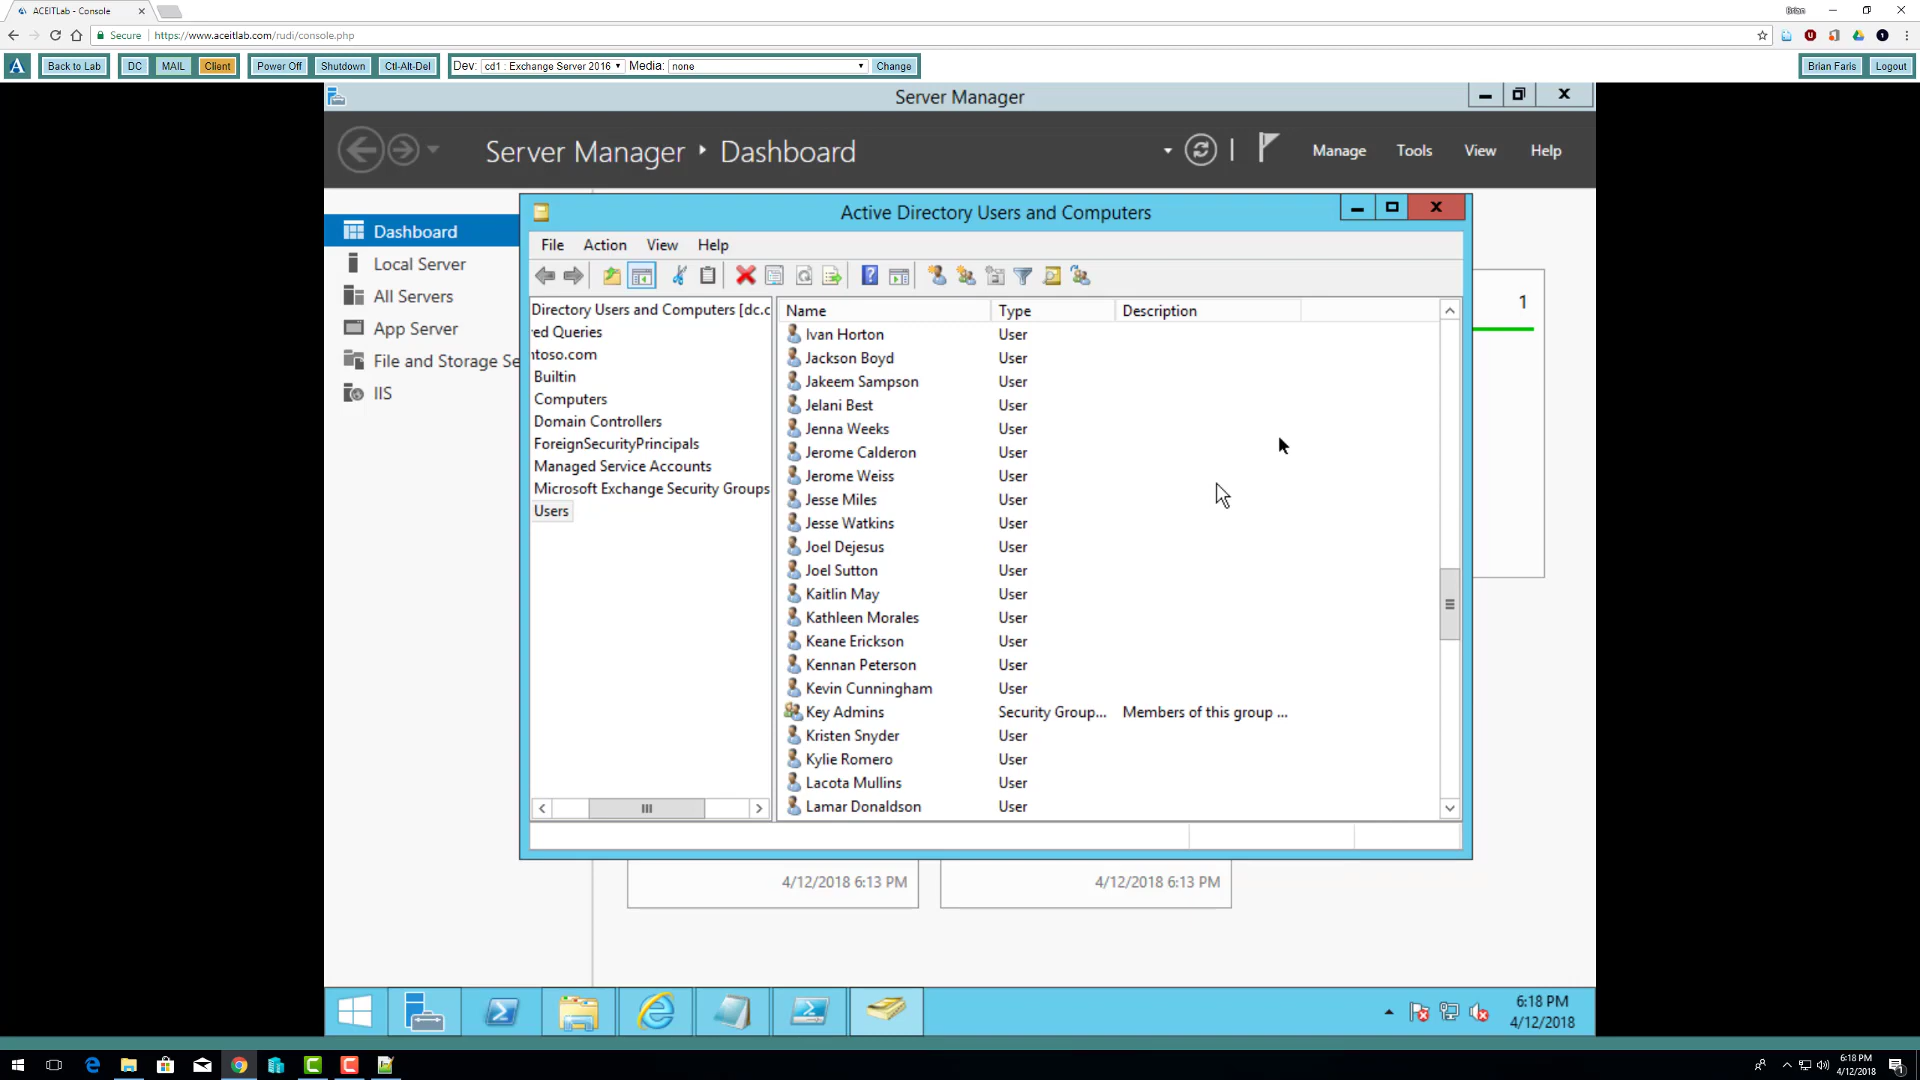 ACEITLab - Console
Brian
Secure https://www.aceitlab.com/rudi/console.php
Back to Lab DC MAIL Client Power Off Shutdown Ctl-Alt-Del Dev: cd1 : Exchange Server 2016 Media: none Change Brian Faris Logout
Server Manager
Server Manager Dashboard Manage Tools View Help
Dashboard
Local Server
All Servers
App Server
File and Storage Se
IIS
1
Active Directory Users and Computers
File Action View Help
Directory Users and Computers [dc.c
ed Queries
toso.com
Builtin
Computers
Domain Controllers
ForeignSecurityPrincipals
Managed Service Accounts
Microsoft Exchange Security Groups
Users
Name Type Description
Ivan Horton User
Jackson Boyd User
Jakeem Sampson User
Jelani Best User
Jenna Weeks User
Jerome Calderon User
Jerome Weiss User
Jesse Miles User
Jesse Watkins User
Joel Dejesus User
Joel Sutton User
Kaitlin May User
Kathleen Morales User
Keane Erickson User
Kennan Peterson User
Kevin Cunningham User
Key Admins Security Group... Members of this group ...
Kristen Snyder User
Kylie Romero User
Lacota Mullins User
Lamar Donaldson User
4/12/2018 6:13 PM 4/12/2018 6:13 PM
6:18 PM
4/12/2018
6:18 PM
4/12/2018